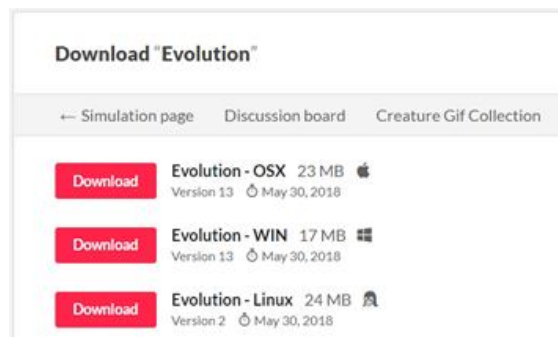 Download “Evolution”
← Simulation page Discussion board Creature Gif Collection
Download Evolution - OSX 23 MB
Version 13 May 30, 2018
Download Evolution - WIN 17 MB
Version 13 May 30, 2018
Download Evolution - Linux 24 MB
Version 2 May 30, 2018